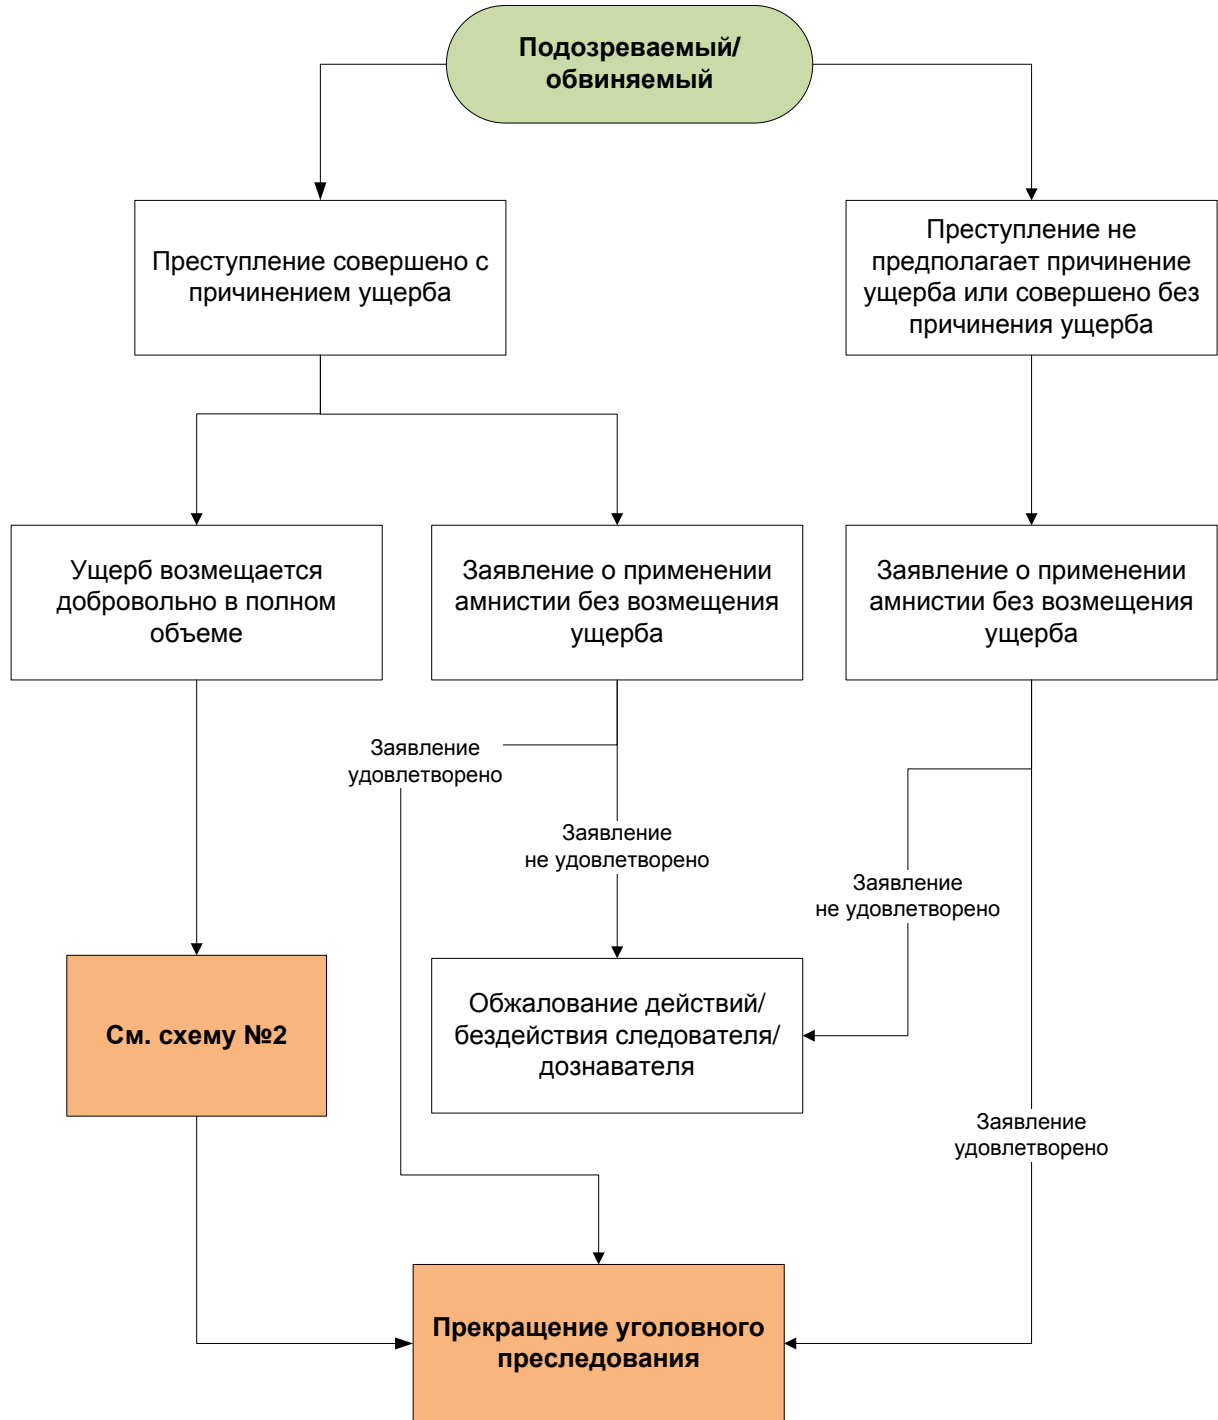 Подозреваемый/
обвиняемый
Преступление совершено с
причинением ущерба
Преступление не
предполагает причинение
ущерба или совершено без
причинения ущерба
Ущерб возмещается
добровольно в полном
объеме
Заявление о применении
амнистии без возмещения
ущерба
Заявление о применении
амнистии без возмещения
ущерба
Заявление
удовлетворено
Заявление
не удовлетворено
Заявление
не удовлетворено
См. схему №2
Обжалование действий/
бездействия следователя/
дознавателя
Заявление
удовлетворено
Прекращение уголовного
преследования